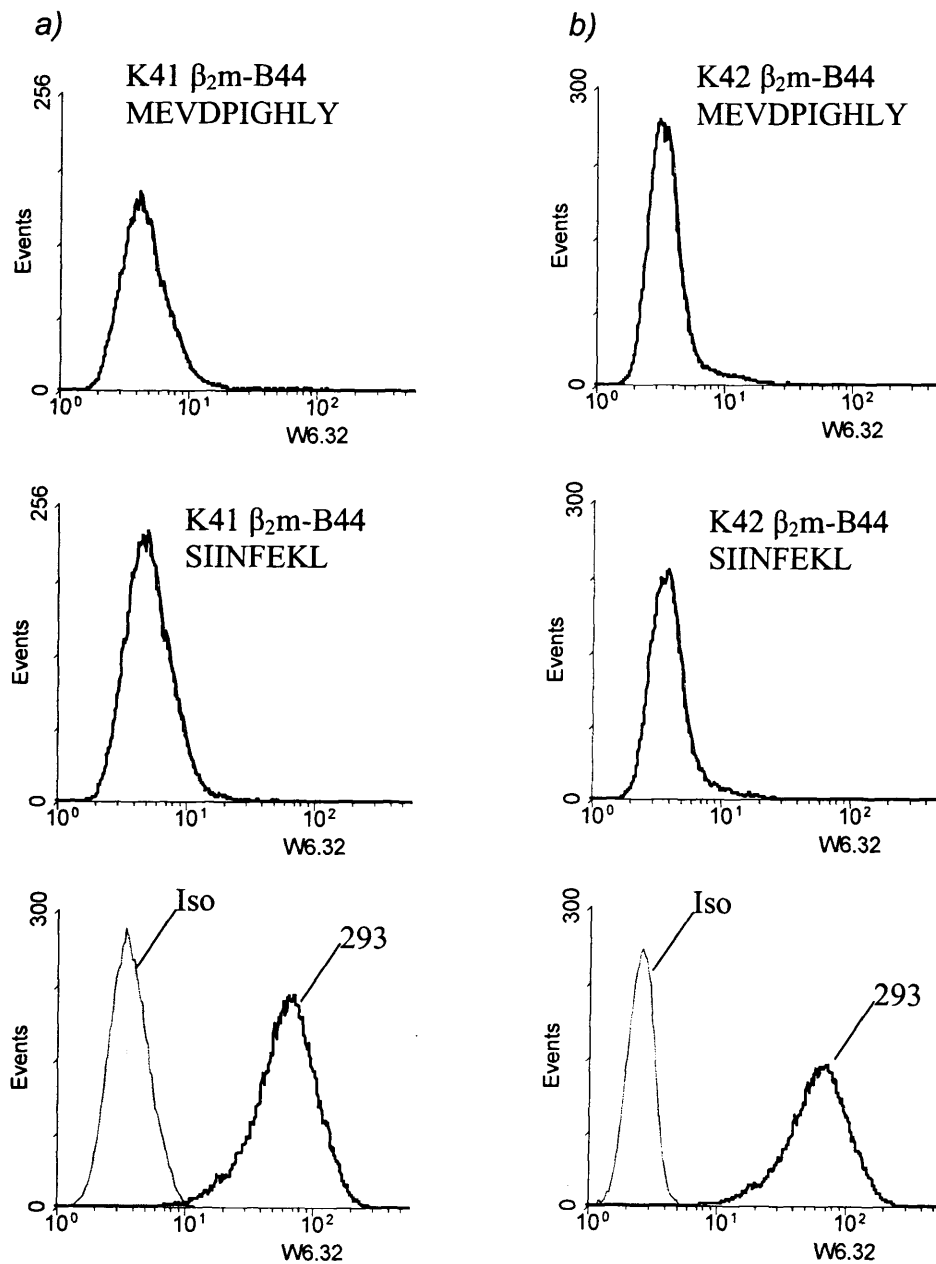 a)
K41 β₂m-B44
MEVDPIGHLY
256
Events
0
10⁰ 10¹ 10²
W6.32
b)
K42 β₂m-B44
MEVDPIGHLY
300
Events
0
10⁰ 10¹ 10²
W6.32
256
K41 β₂m-B44
SIINFEKL
Events
0
10⁰ 10¹ 10²
W6.32
300
K42 β₂m-B44
SIINFEKL
Events
0
10⁰ 10¹ 10²
W6.32
300
Iso
293
Events
0
10⁰ 10¹ 10²
W6.32
300
Iso
293
Events
0
10⁰ 10¹ 10²
W6.32